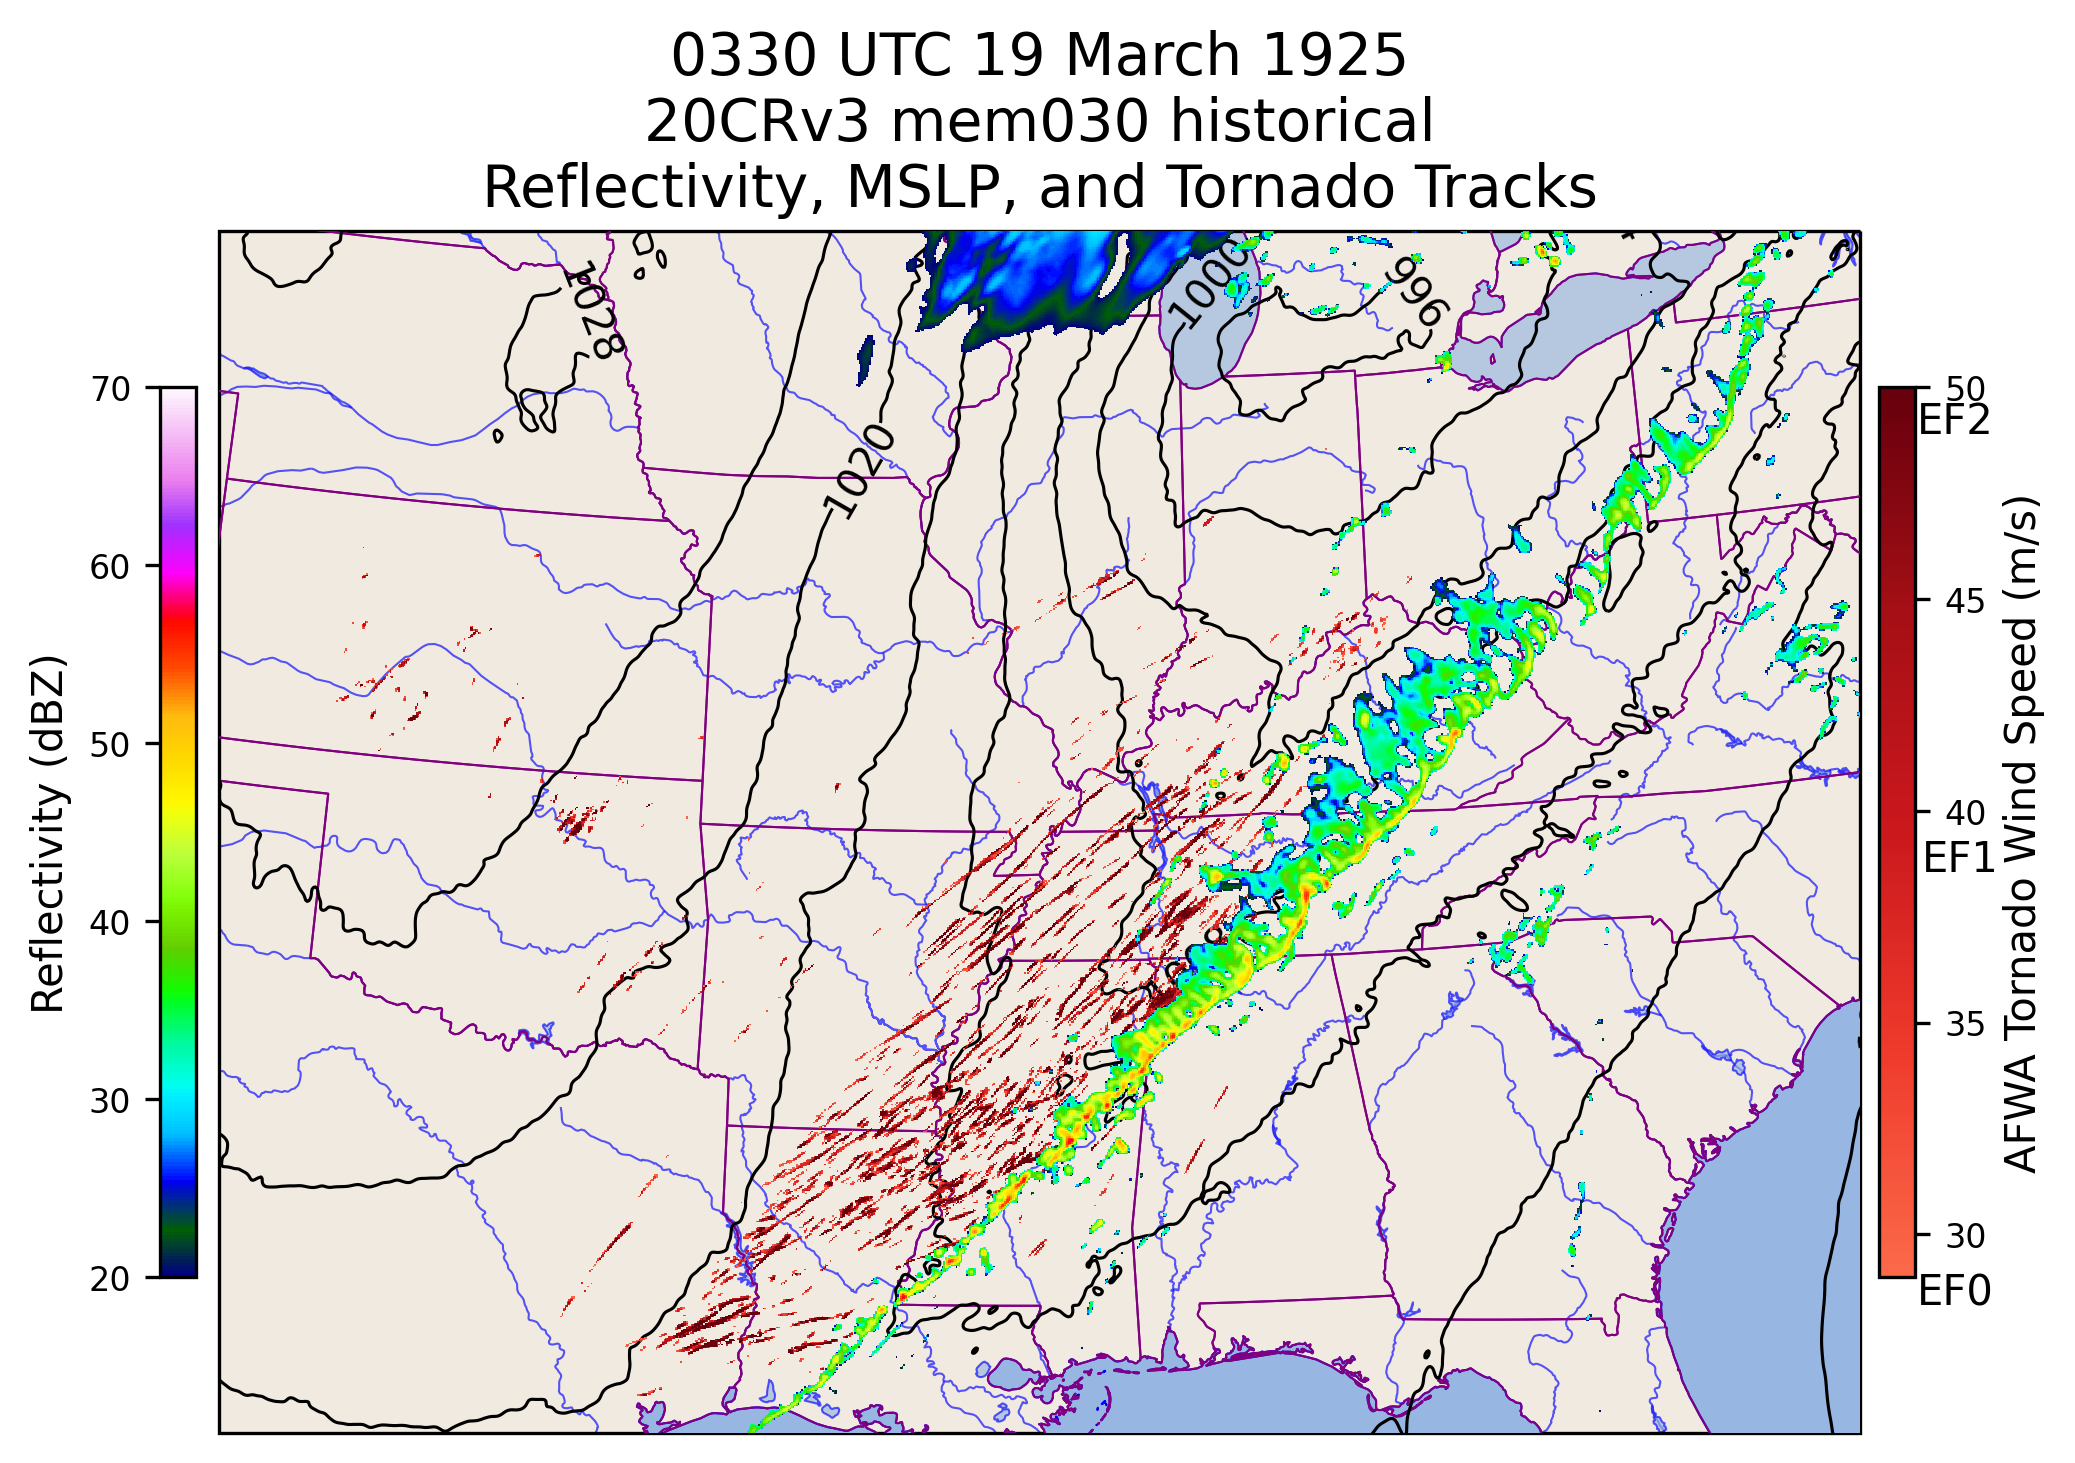 0330 UTC 19 March 1925
20CRv3 mem030 historical
Reflectivity, MSLP, and Tornado Tracks
1028
1020
1000
996
70
60
50
40
30
20
Reflectivity (dBZ)
50
EF2
45
40
EF1
35
30
EF0
AFWA Tornado Wind Speed (m/s)